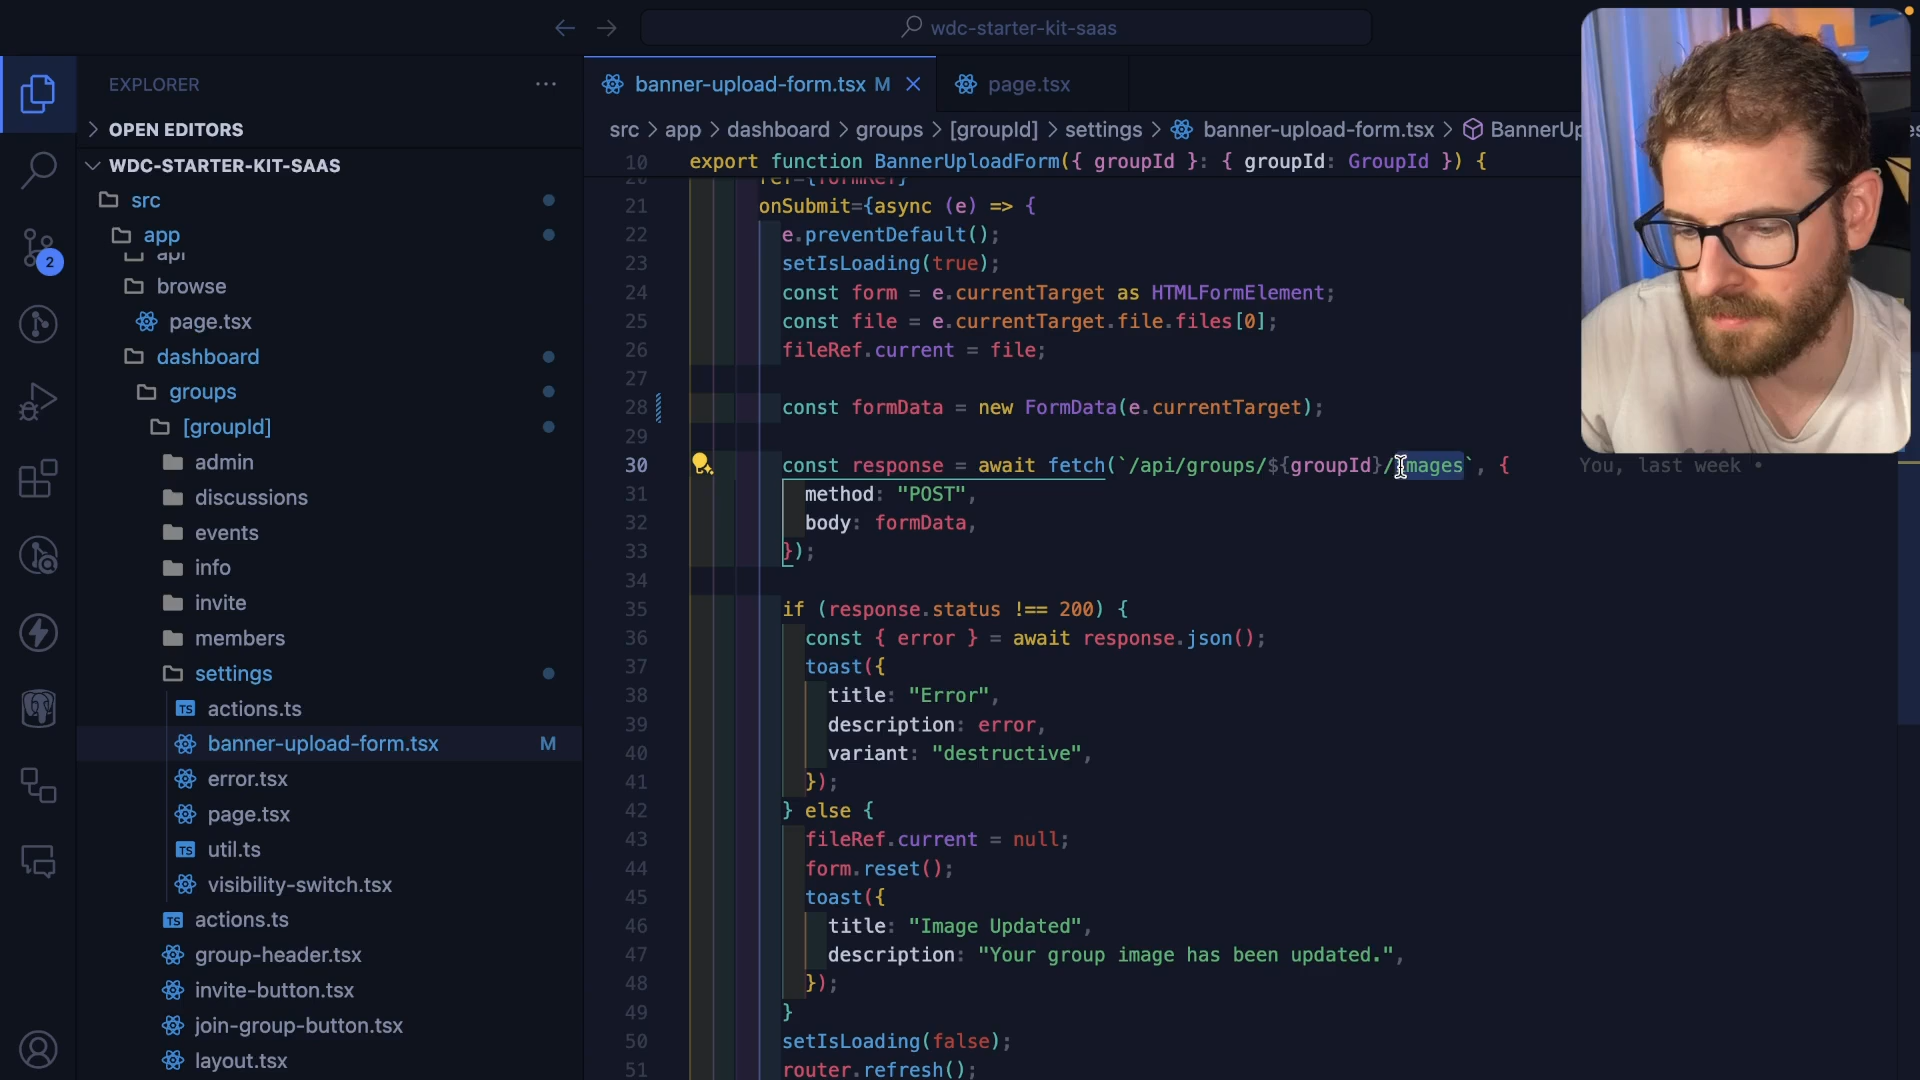 wdc-starter-kit-saas
EXPLORER
OPEN EDITORS
WDC-STARTER-KIT-SAAS
src
app
api
browse
page.tsx
dashboard
groups
[groupId]
admin
discussions
events
info
invite
members
settings
actions.ts
banner-upload-form.tsx M
error.tsx
page.tsx
util.ts
visibility-switch.tsx
actions.ts
group-header.tsx
invite-button.tsx
join-group-button.tsx
layout.tsx
2
banner-upload-form.tsx M
page.tsx
src > app > dashboard > groups > [groupId] > settings > banner-upload-form.tsx > BannerUp
10 export function BannerUploadForm({ groupId }: { groupId: GroupId }) {
ref={formRef}
21 onSubmit={async (e) => {
22 e.preventDefault();
23 setIsLoading(true);
24 const form = e.currentTarget as HTMLFormElement;
25 const file = e.currentTarget.file.files[0];
26 fileRef.current = file;
27
28 const formData = new FormData(e.currentTarget);
29
30 const response = await fetch(`/api/groups/${groupId}/images`, { You, last week •
31 method: "POST",
32 body: formData,
33 });
34
35 if (response.status !== 200) {
36 const { error } = await response.json();
37 toast({
38 title: "Error",
39 description: error,
40 variant: "destructive",
41 });
42 } else {
43 fileRef.current = null;
44 form.reset();
45 toast({
46 title: "Image Updated",
47 description: "Your group image has been updated.",
48 });
49 }
50 setIsLoading(false);
51 router.refresh();